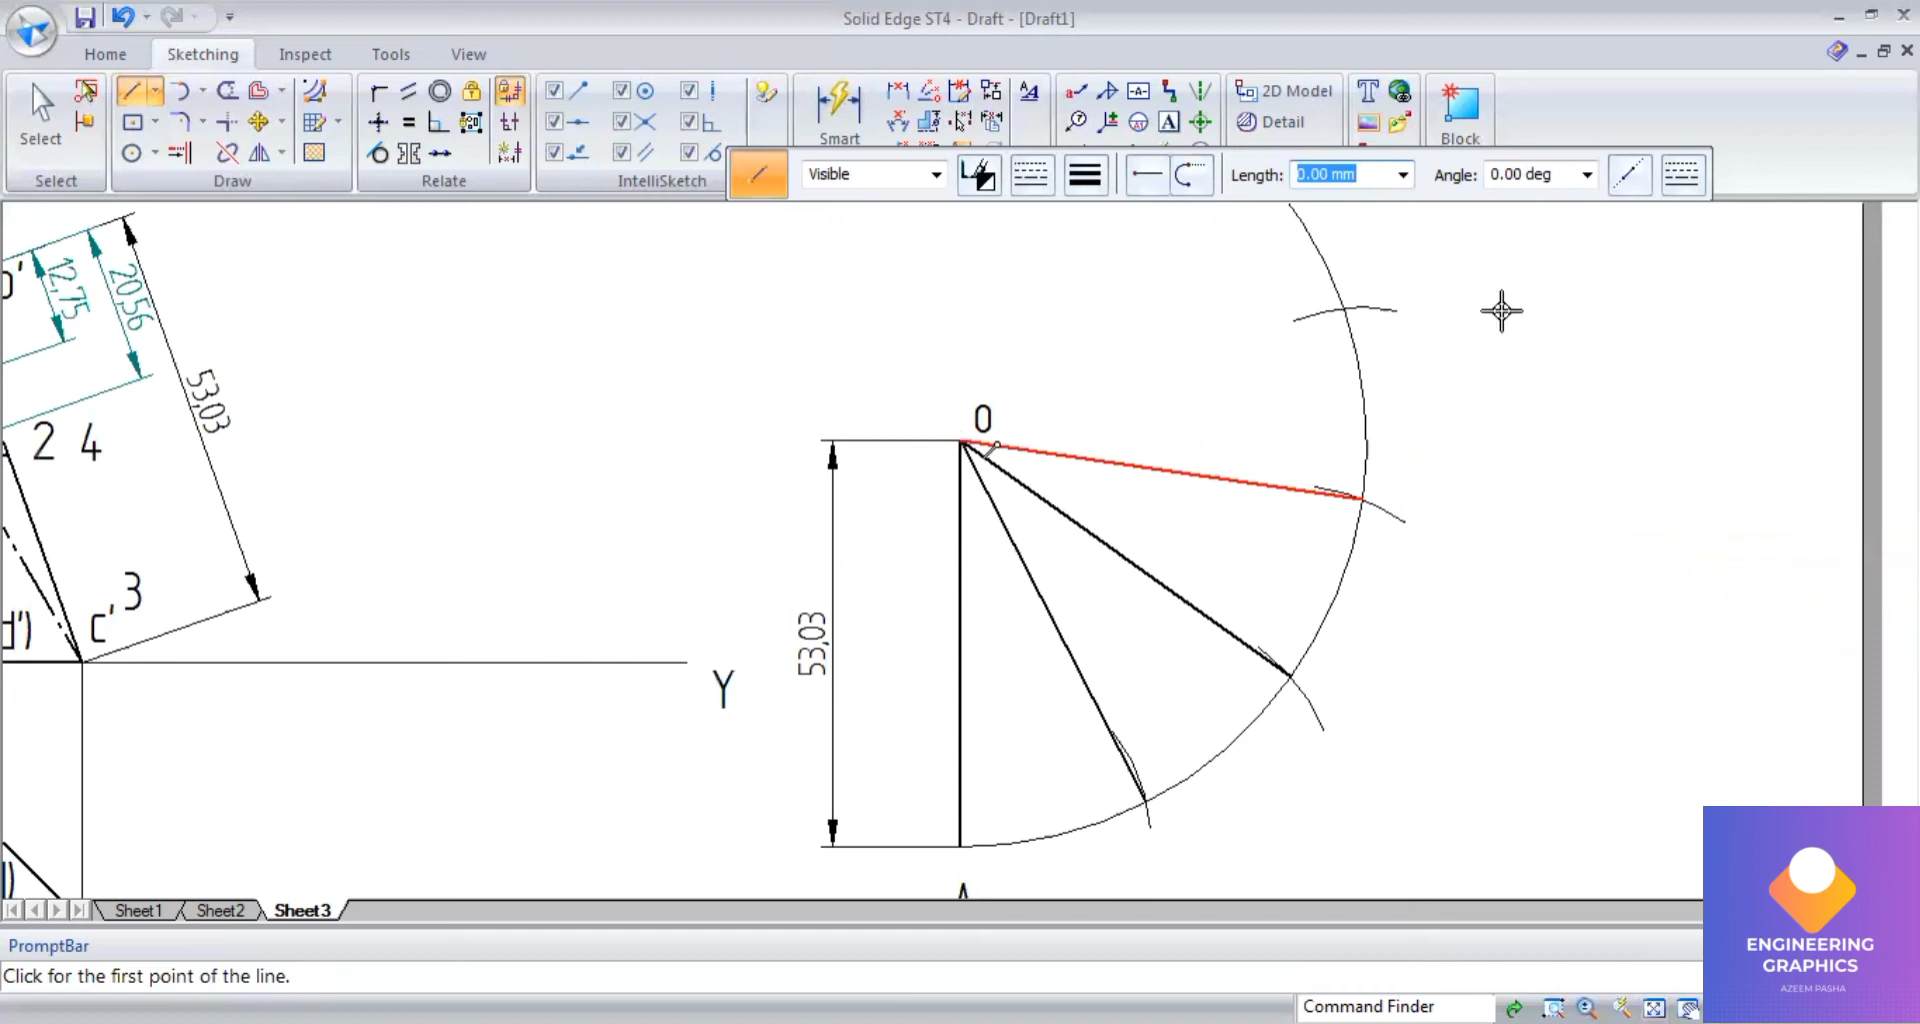 Solid Edge ST4 - Draft - [Draft1]
Home
Sketching
Inspect
Tools
View
Select
Smart
2D Model
Detail
Block
Select
Draw
Relate
IntelliSketch
Visible
Length:
0.00 mm
Angle:
0.00 deg
12,75
20,56
53,03
2 4
3
c'
d')
Y
O
53,03
Sheet1
Sheet2
Sheet3
PromptBar
Click for the first point of the line.
Command Finder
ENGINEERING
GRAPHICS
AZEEM PASHA